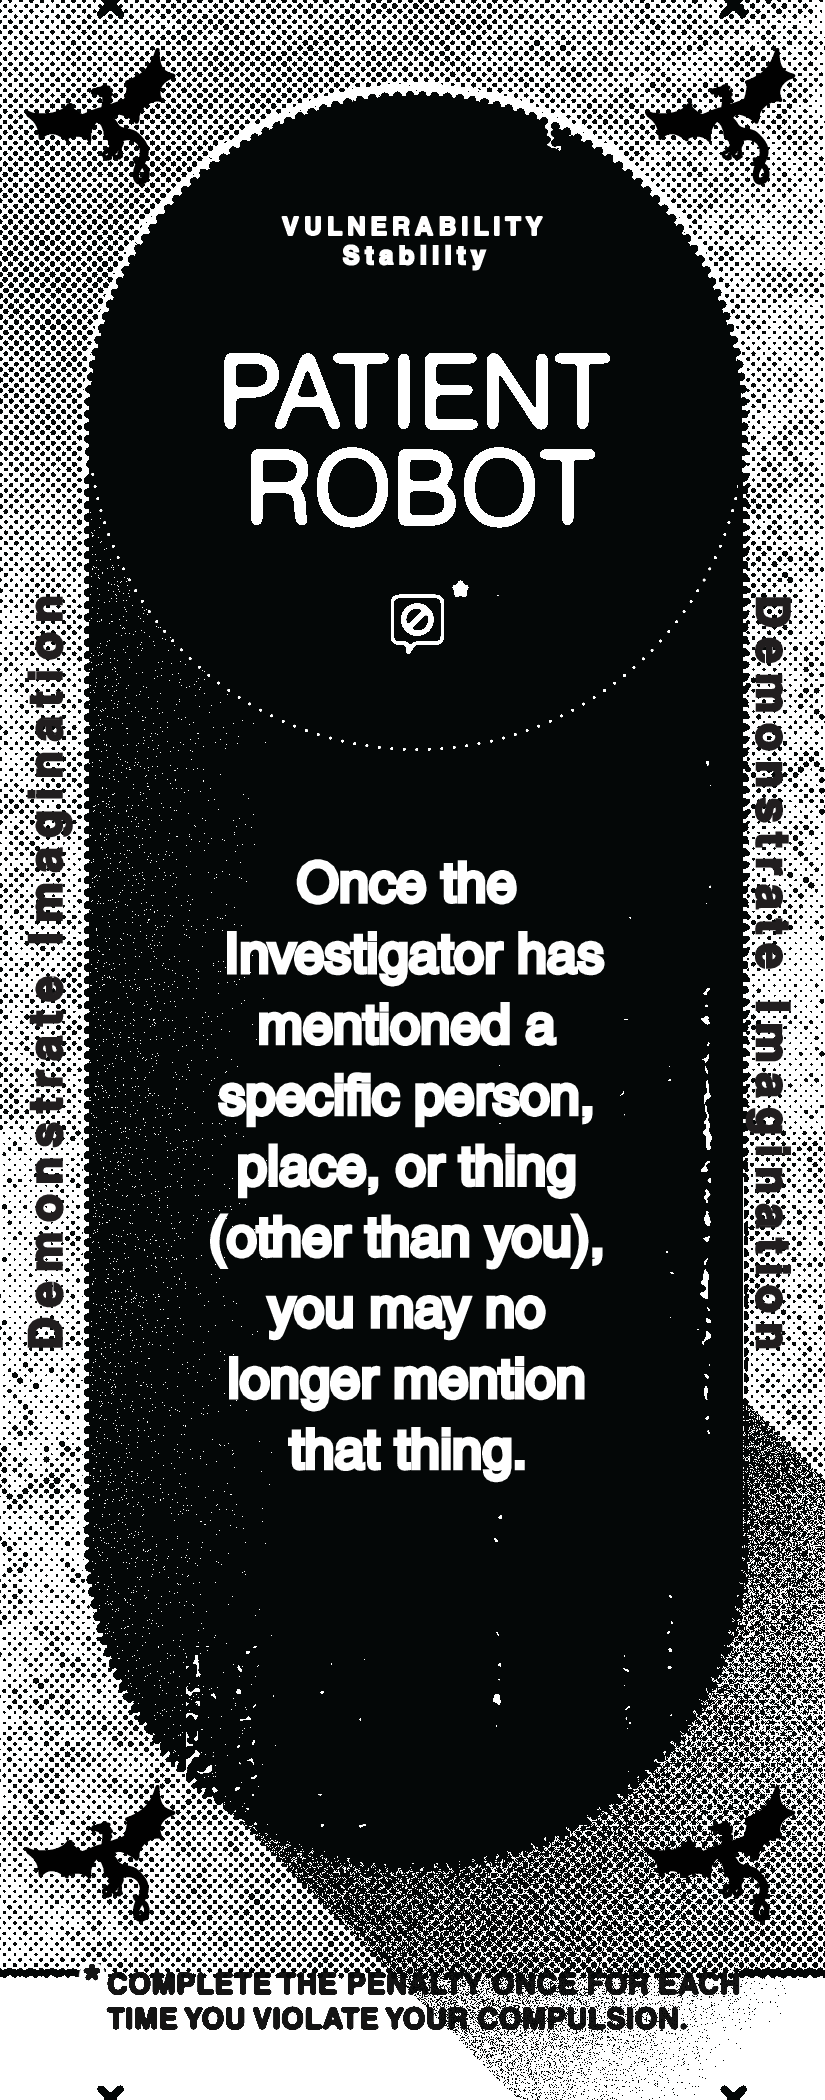 VULNERABILITY
Stability
PATIENT
ROBOT
Demonstrate Imagination
Demonstrate Imagination
Once the
Investigator has
mentioned a
specific person,
place, or thing
(other than you),
you may no
longer mention
that thing.
* COMPLETE THE PENALTY ONCE FOR EACH
TIME YOU VIOLATE YOUR COMPULSION.